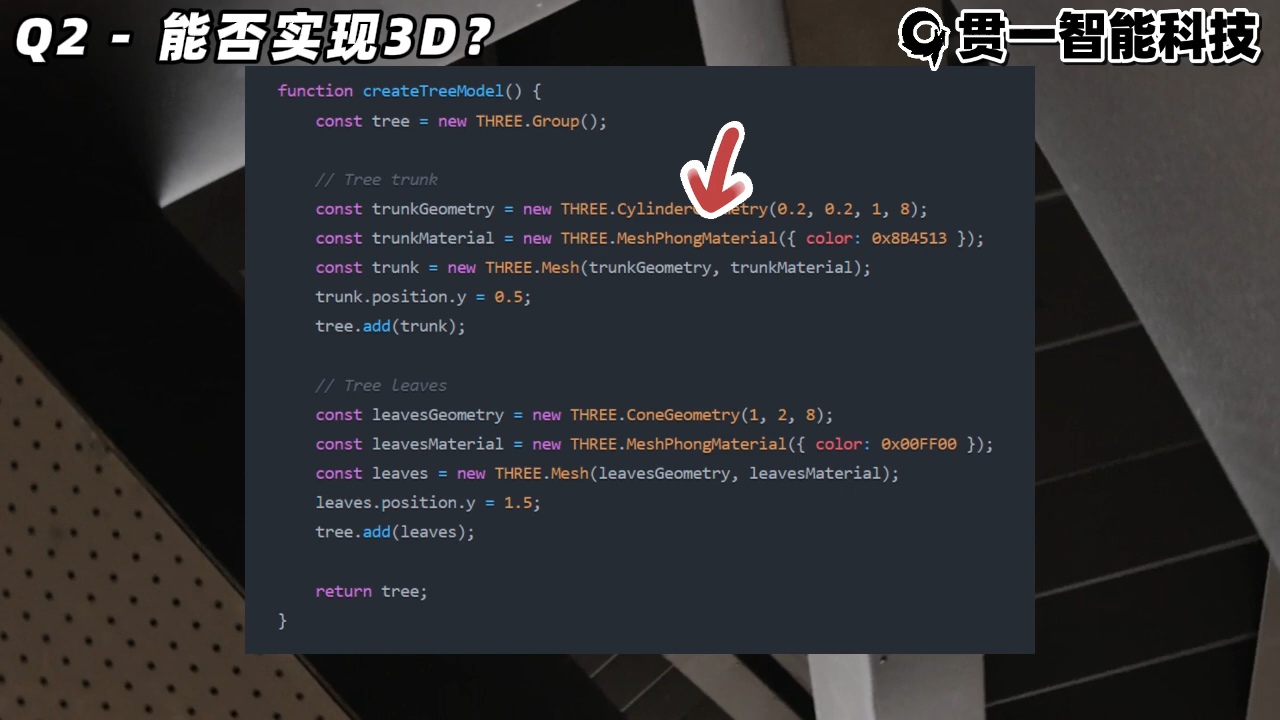 Q2 - 能否实现3D?
贯一智能科技
function createTreeModel() {
const tree = new THREE.Group();
// Tree trunk
const trunkGeometry = new THREE.Cylinder etry(0.2, 0.2, 1, 8);
const trunkMaterial = new THREE.MeshPhongMaterial({ color: 0x8B4513 });
const trunk = new THREE.Mesh(trunkGeometry, trunkMaterial);
trunk.position.y = 0.5;
tree.add(trunk);
// Tree leaves
const leavesGeometry = new THREE.ConeGeometry(1, 2, 8);
const leavesMaterial = new THREE.MeshPhongMaterial({ color: 0x00FF00 });
const leaves = new THREE.Mesh(leavesGeometry, leavesMaterial);
leaves.position.y = 1.5;
tree.add(leaves);
return tree;
}